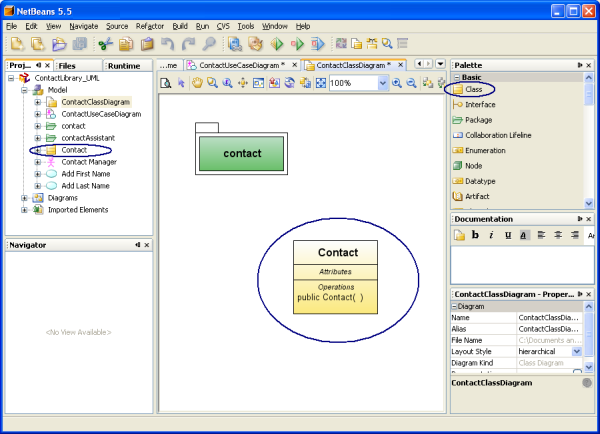 NetBeans 5.5
File Edit View Navigate Source Refactor Build Run CVS Tools Window Help
Proj...
Files
Runtime
ContactLibrary_UML
Model
ContactClassDiagram
ContactUseCaseDiagram
contact
contactAssistant
Contact
Contact Manager
Add First Name
Add Last Name
Diagrams
Imported Elements
Navigator
<No View Available>
...me
ContactUseCaseDiagram *
ContactClassDiagram *
100%
contact
Contact
Attributes
Operations
public Contact( )
Palette
Basic
Class
Interface
Package
Collaboration Lifeline
Enumeration
Node
Datatype
Artifact
Documentation
b i U A
ContactClassDiagram - Proper...
Diagram
Name ContactClassDia...
Alias ContactClassDia...
File Name C:\Documents an...
Layout Style hierarchical
Diagram Kind Class Diagram
ContactClassDiagram